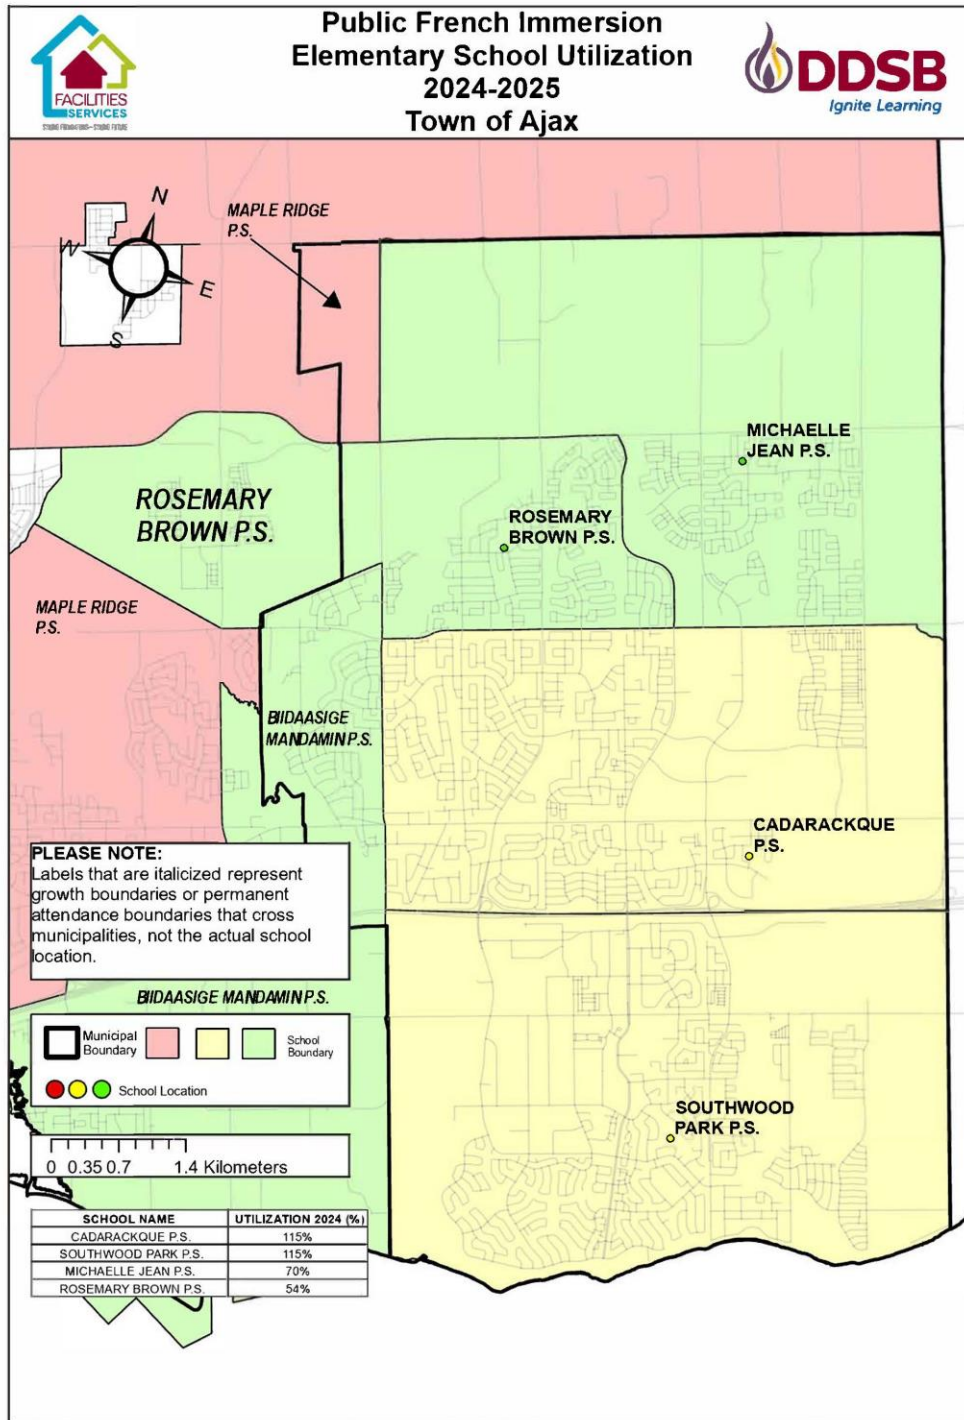 Public French Immersion
Elementary School Utilization
2024-2025
Town of Ajax
FACILITIES
SERVICES
STRONG FOUNDATIONS—STRONG FUTURE
DDSB
Ignite Learning
N
W
E
S
MAPLE RIDGE
P.S.
MICHAELLE
JEAN P.S.
ROSEMARY
BROWN P.S.
ROSEMARY
BROWN P.S.
MAPLE RIDGE
P.S.
BIIDAASIGE
MANDAMIN P.S.
CADARACKQUE
P.S.
PLEASE NOTE:
Labels that are italicized represent
growth boundaries or permanent
attendance boundaries that cross
municipalities, not the actual school
location.
BIIDAASIGE MANDAMIN P.S.
Municipal
Boundary
School
Boundary
School Location
SOUTHWOOD
PARK P.S.
0 0.35 0.7 1.4 Kilometers
SCHOOL NAME UTILIZATION 2024 (%)
CADARACKQUE P.S. 115%
SOUTHWOOD PARK P.S. 115%
MICHAELLE JEAN P.S. 70%
ROSEMARY BROWN P.S. 54%